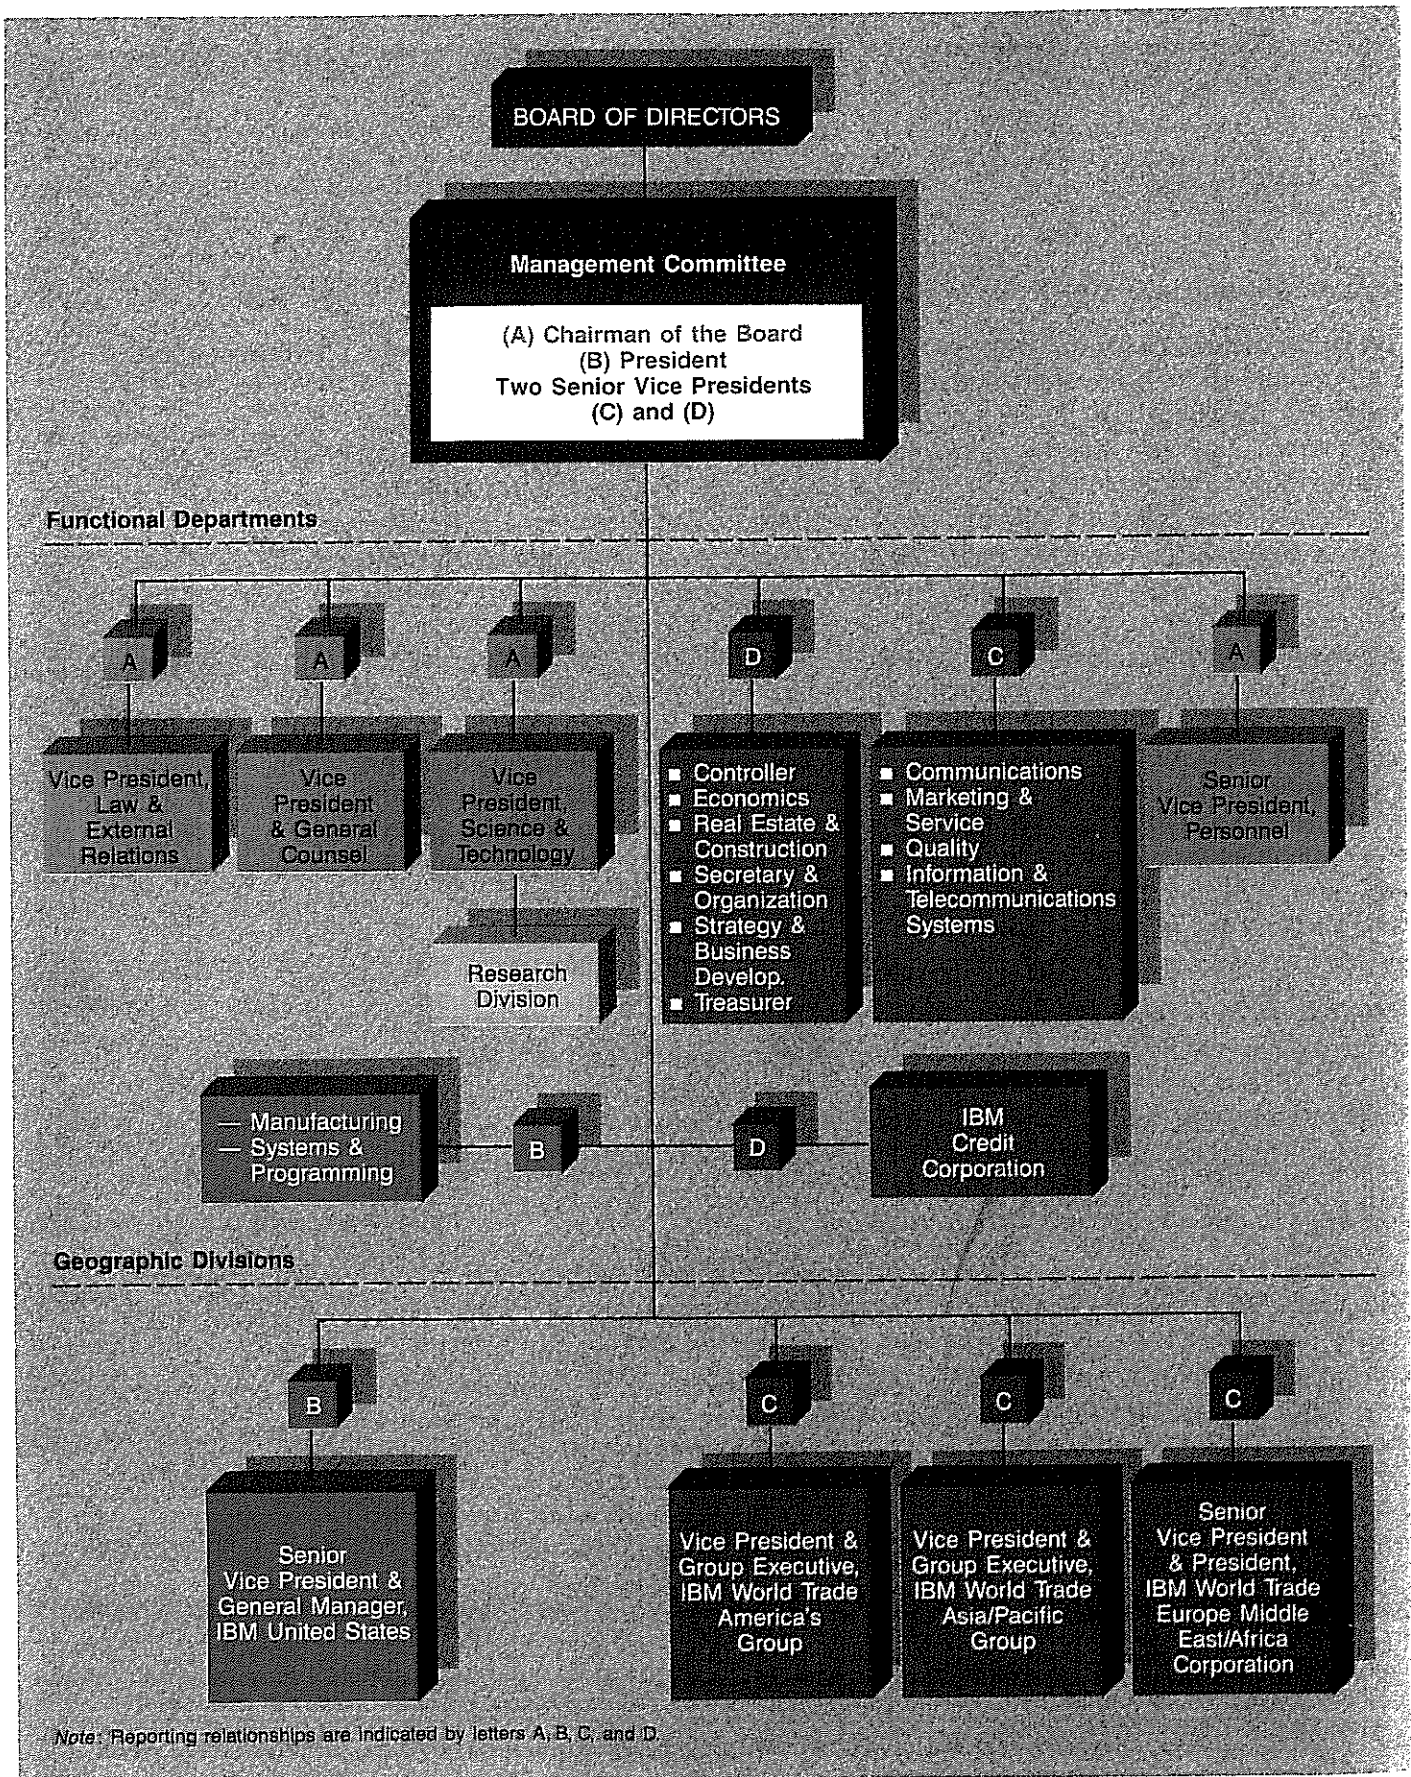 BOARD OF DIRECTORS
Management Committee
(A) Chairman of the Board
(B) President
Two Senior Vice Presidents
(C) and (D)
Functional Departments
A
A
A
D
C
A
Vice President,
Law &
External
Relations
Vice
President
& General
Counsel
Vice
President,
Science &
Technology
■ Controller
■ Economics
■ Real Estate &
Construction
■ Secretary &
Organization
■ Strategy &
Business
Develop.
■ Treasurer
■ Communications
■ Marketing &
Service
■ Quality
■ Information &
Telecommunications
Systems
Senior
Vice President,
Personnel
Research
Division
— Manufacturing
— Systems &
Programming
B
D
IBM
Credit
Corporation
Geographic Divisions
B
C
C
C
Senior
Vice President &
General Manager,
IBM United States
Vice President &
Group Executive,
IBM World Trade
America's
Group
Vice President &
Group Executive,
IBM World Trade
Asia/Pacific
Group
Senior
Vice President
& President,
IBM World Trade
Europe Middle
East/Africa
Corporation
Note: Reporting relationships are indicated by letters A, B, C, and D.